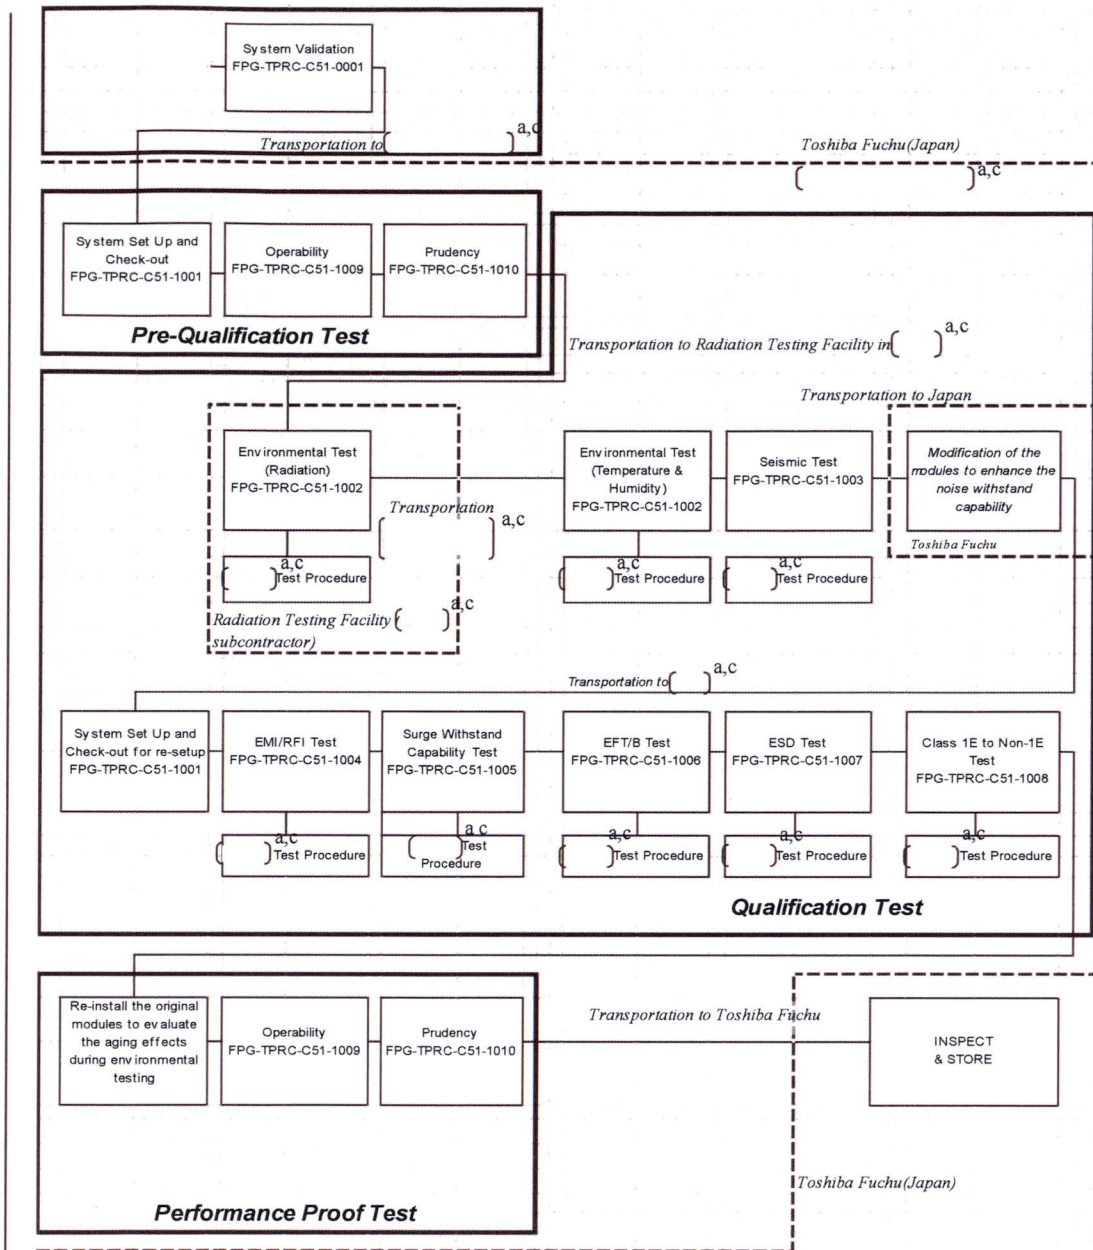 System Validation
FPG-TPRC-C51-0001
a,c
Transportation to
Toshiba Fuchu(Japan)
a,c
System Set Up and
Check-out
FPG-TPRC-C51-1001
Operability
FPG-TPRC-C51-1009
Prudency
FPG-TPRC-C51-1010
Pre-Qualification Test
Transportation to Radiation Testing Facility in
a,c
Transportation to Japan
Environmental Test
(Radiation)
FPG-TPRC-C51-1002
Transportation
a,c
a,c
Test Procedure
a,c
Radiation Testing Facility (
subcontractor)
Environmental Test
(Temperature &
Humidity)
FPG-TPRC-C51-1002
a,c
Test Procedure
Seismic Test
FPG-TPRC-C51-1003
a,c
Test Procedure
Modification of the
modules to enhance the
noise withstand
capability
Toshiba Fuchu
Transportation to
a,c
System Set Up and
Check-out for re-setup
FPG-TPRC-C51-1001
EMI/RFI Test
FPG-TPRC-C51-1004
a,c
Test Procedure
Surge Withstand
Capability Test
FPG-TPRC-C51-1005
a,c
Test
Procedure
EFT/B Test
FPG-TPRC-C51-1006
a,c
Test Procedure
ESD Test
FPG-TPRC-C51-1007
a,c
Test Procedure
Class 1E to Non-1E
Test
FPG-TPRC-C51-1008
a,c
Test Procedure
Qualification Test
Re-install the original
modules to evaluate
the aging effects
during environmental
testing
Operability
FPG-TPRC-C51-1009
Prudency
FPG-TPRC-C51-1010
Transportation to Toshiba Fuchu
INSPECT
& STORE
Toshiba Fuchu(Japan)
Performance Proof Test